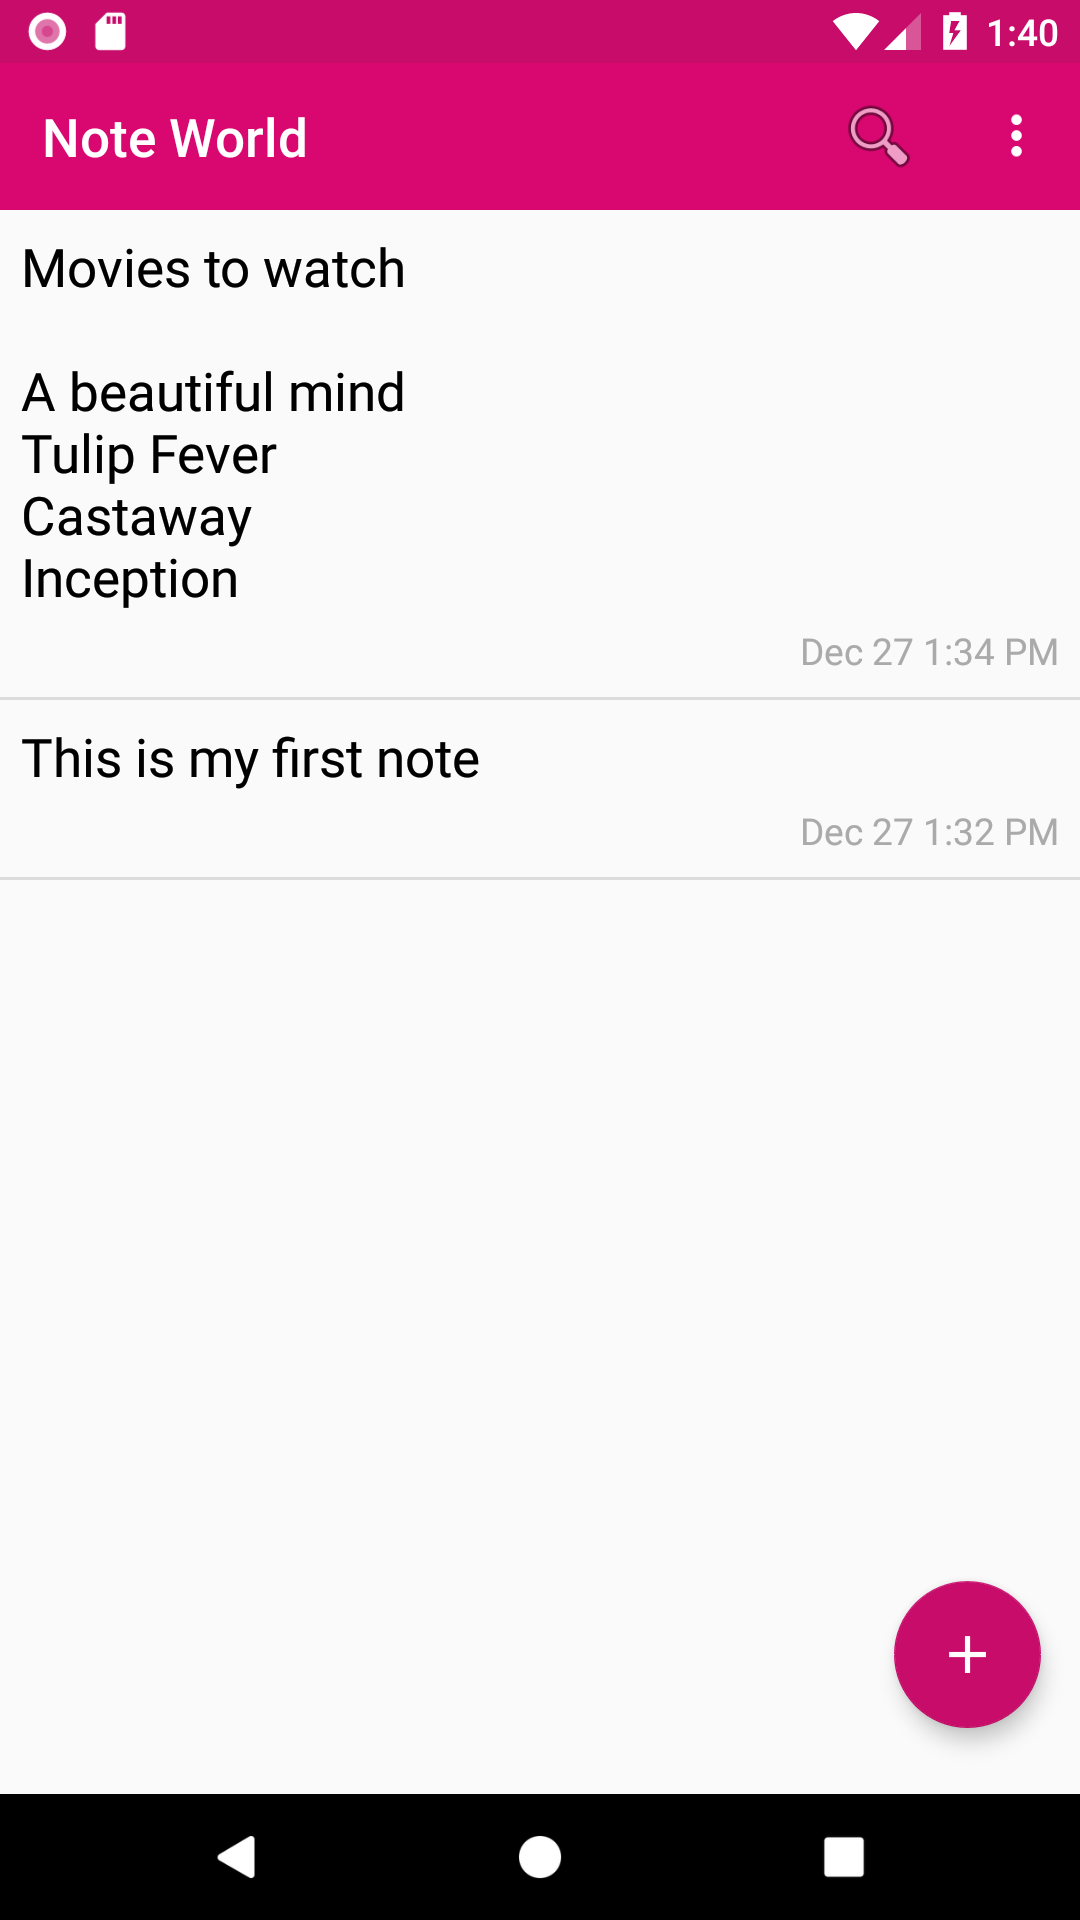 1:40
Note World
Movies to watch
A beautiful mind
Tulip Fever
Castaway
Inception
Dec 27 1:34 PM
This is my first note
Dec 27 1:32 PM